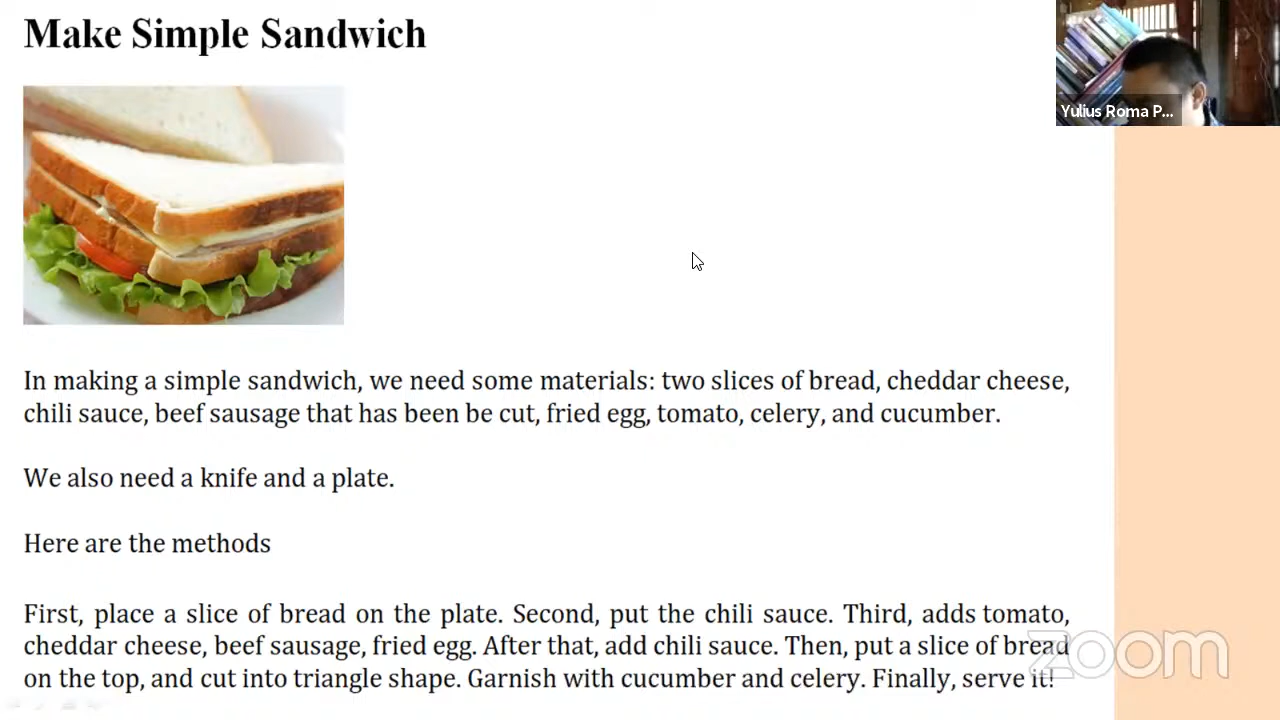 Make Simple Sandwich
Yulius Roma P...
In making a simple sandwich, we need some materials: two slices of bread, cheddar cheese,
chili sauce, beef sausage that has been be cut, fried egg, tomato, celery, and cucumber.
We also need a knife and a plate.
Here are the methods
First, place a slice of bread on the plate. Second, put the chili sauce. Third, adds tomato,
cheddar cheese, beef sausage, fried egg. After that, add chili sauce. Then, put a slice of bread
on the top, and cut into triangle shape. Garnish with cucumber and celery. Finally, serve it!
zoom